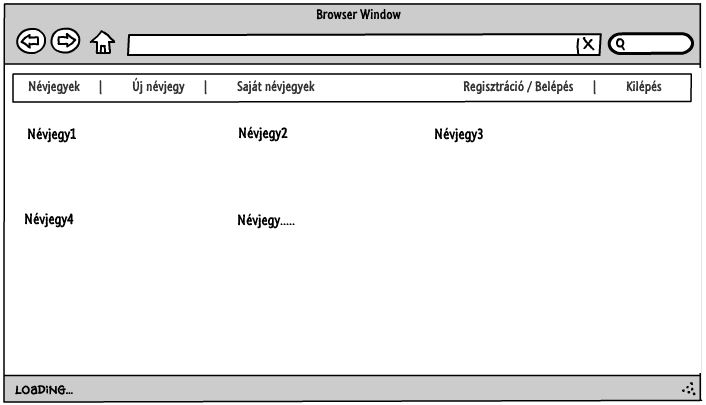 Browser Window
Névjegyek | Új névjegy | Saját névjegyek Regisztráció / Belépés | Kilépés
Névjegy1 Névjegy2 Névjegy3
Névjegy4 Névjegy.....
LOADING...